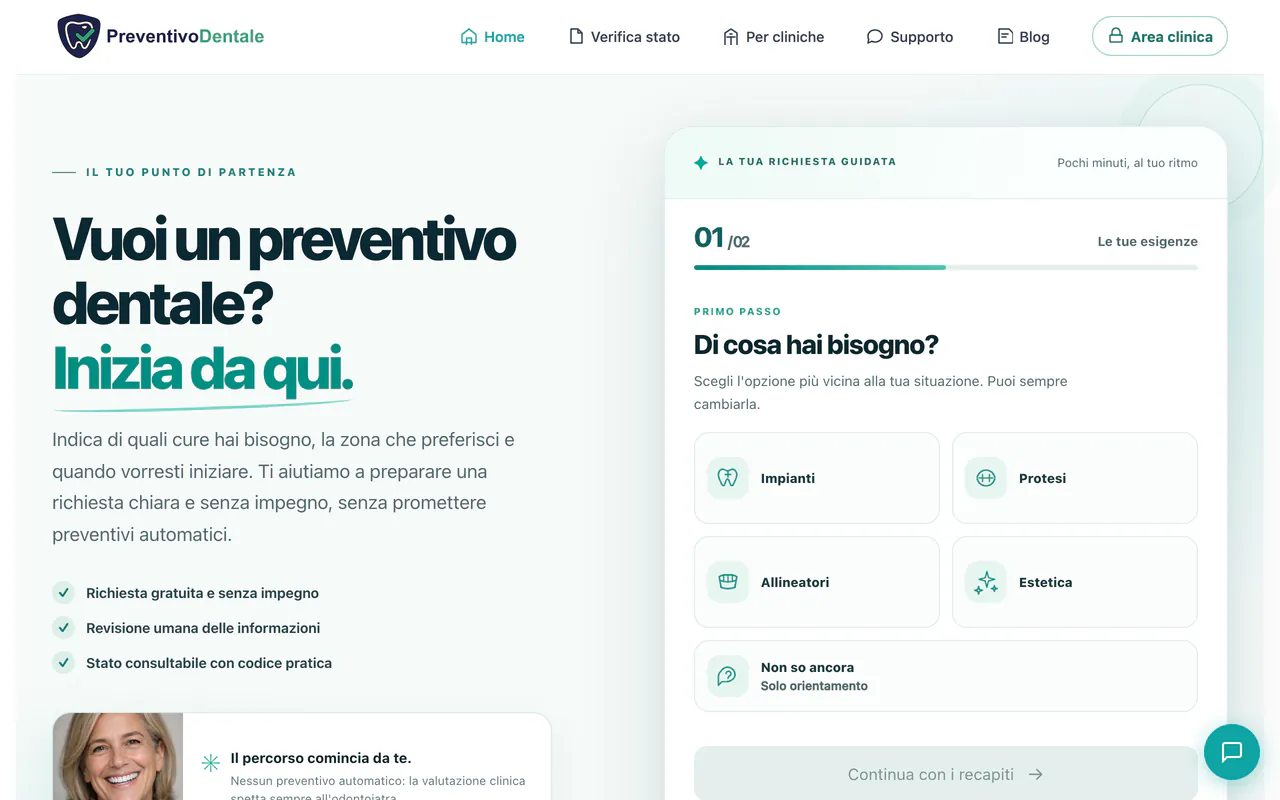 PreventivoDentale
Home
Verifica stato
Per cliniche
Supporto
Blog
Area clinica
IL TUO PUNTO DI PARTENZA
Vuoi un preventivo
dentale?
Inizia da qui.
Indica di quali cure hai bisogno, la zona che preferisci e
quando vorresti iniziare. Ti aiutiamo a preparare una
richiesta chiara e senza impegno, senza promettere
preventivi automatici.
Richiesta gratuita e senza impegno
Revisione umana delle informazioni
Stato consultabile con codice pratica
Il percorso comincia da te.
Nessun preventivo automatico: la valutazione clinica
spetta sempre all'odontoiatra.
LA TUA RICHIESTA GUIDATA
Pochi minuti, al tuo ritmo
01 /02
Le tue esigenze
PRIMO PASSO
Di cosa hai bisogno?
Scegli l'opzione più vicina alla tua situazione. Puoi sempre
cambiarla.
Impianti
Protesi
Allineatori
Estetica
Non so ancora
Solo orientamento
Continua con i recapiti